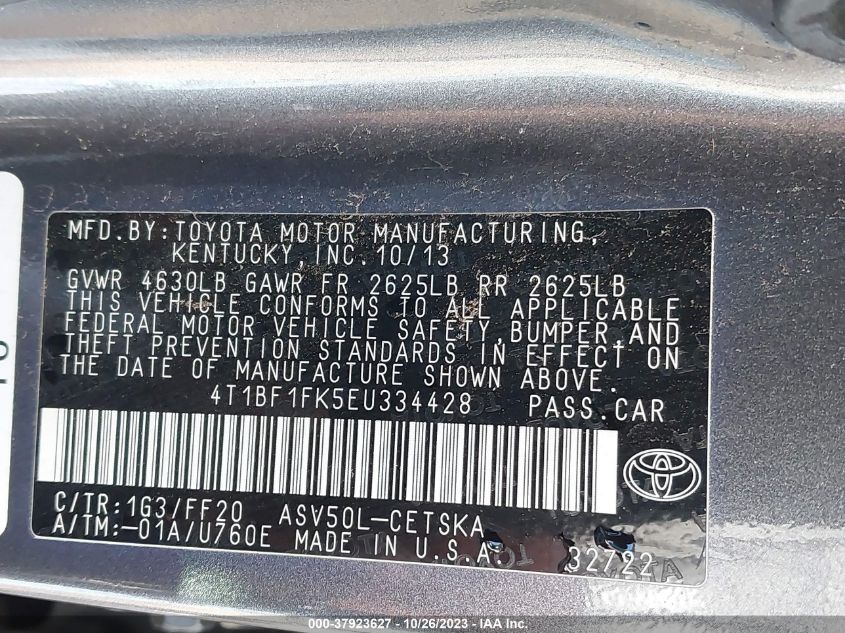 MFD.BY:TOYOTA MOTOR MANUFACTURING,
KENTUCKY, INC. 10/13
GVWR 4630LB GAWR FR 2625LB RR 2625LB
THIS VEHICLE CONFORMS TO ALL APPLICABLE
FEDERAL MOTOR VEHICLE SAFETY, BUMPER, AND
THEFT PREVENTION STANDARDS IN EFFECT ON
THE DATE OF MANUFACTURE SHOWN ABOVE.
4T1BF1FK5EU334428 PASS.CAR
C/TR:1G3/FF20 ASV50L-CETSKA
A/TM:-01A/U760E MADE IN U.S.A. 32722
000-37923627 - 10/26/2023 - IAA Inc.